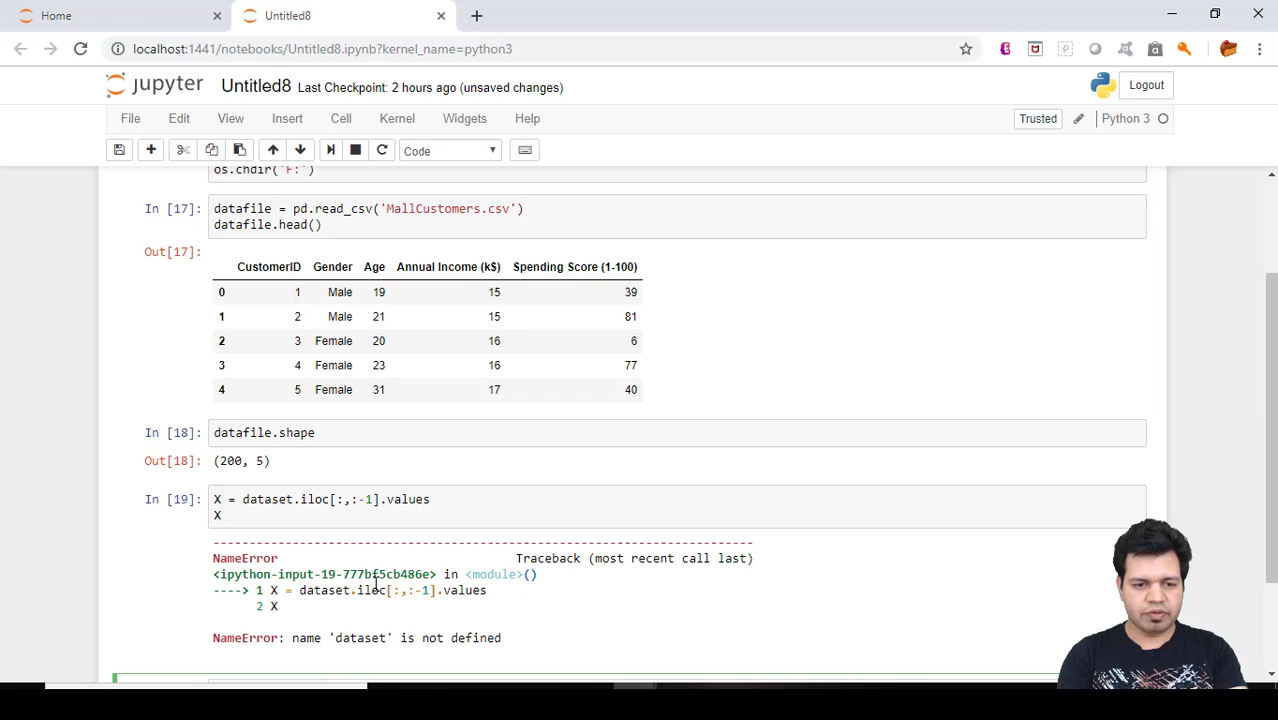 Home
Untitled8
localhost:1441/notebooks/Untitled8.ipynb?kernel_name=python3
jupyter Untitled8 Last Checkpoint: 2 hours ago (unsaved changes)
Logout
File Edit View Insert Cell Kernel Widgets Help
Trusted
Python 3
Code
os.chdir('F:')
In [17]: datafile = pd.read_csv('MallCustomers.csv')
datafile.head()
Out[17]:
CustomerID Gender Age Annual Income (k$) Spending Score (1-100)
0 1 Male 19 15 39
1 2 Male 21 15 81
2 3 Female 20 16 6
3 4 Female 23 16 77
4 5 Female 31 17 40
In [18]: datafile.shape
Out[18]: (200, 5)
In [19]: X = dataset.iloc[:,:-1].values
X
---------------------------------------------------------------------------
NameError Traceback (most recent call last)
<ipython-input-19-777bf5cb486e> in <module>()
----> 1 X = dataset.iloc[:,:-1].values
2 X
NameError: name 'dataset' is not defined